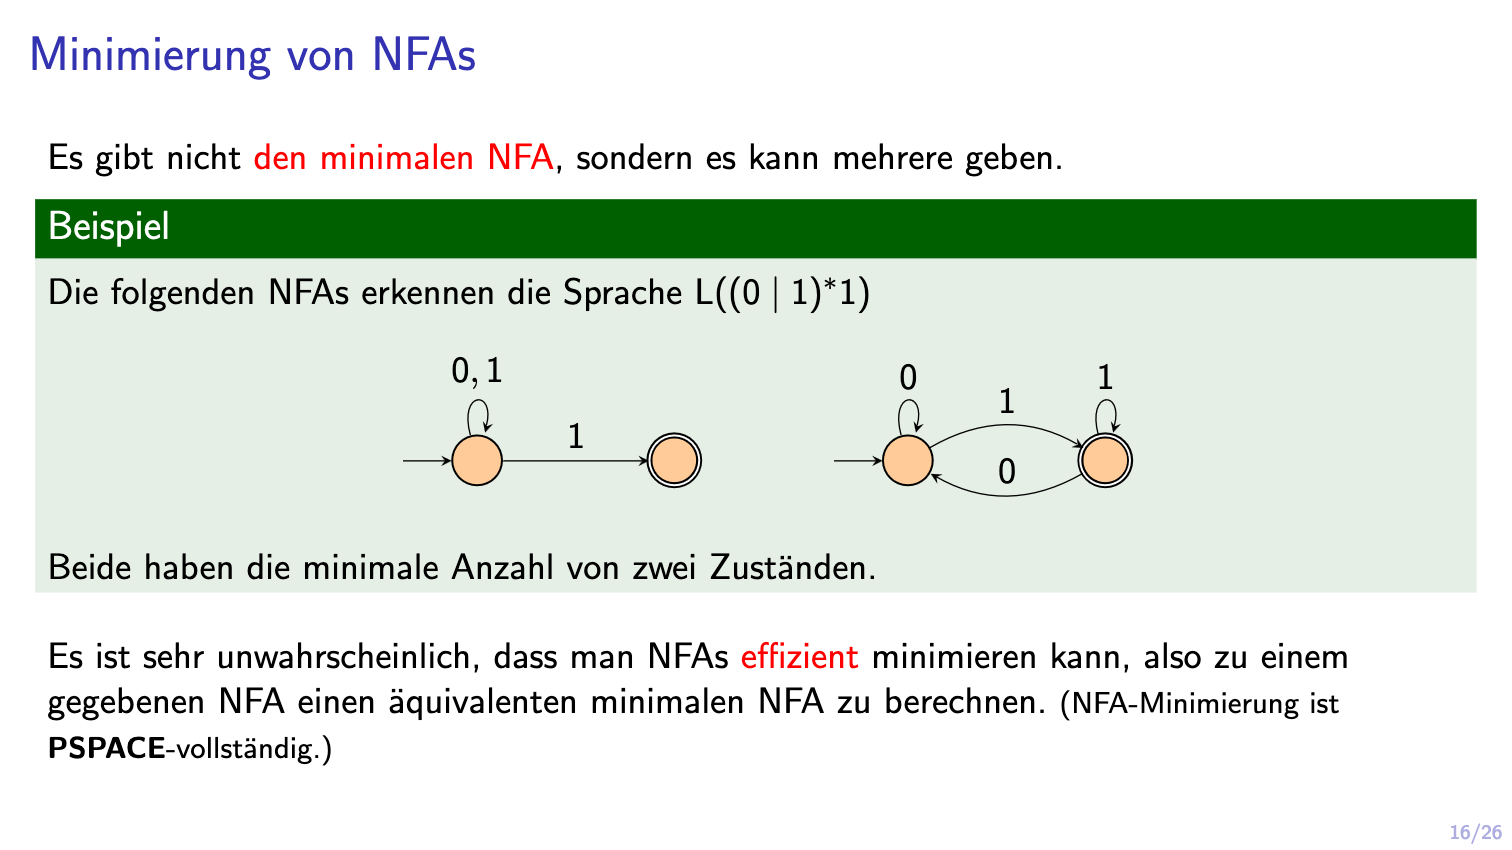 Minimierung von NFAs
Es gibt nicht den minimalen NFA, sondern es kann mehrere geben.
Beispiel
Die folgenden NFAs erkennen die Sprache L((0 | 1)*1)
0, 1
1
0
1
1
0
Beide haben die minimale Anzahl von zwei Zuständen.
Es ist sehr unwahrscheinlich, dass man NFAs effizient minimieren kann, also zu einem
gegebenen NFA einen äquivalenten minimalen NFA zu berechnen. (NFA-Minimierung ist
PSPACE-vollständig.)
16/26